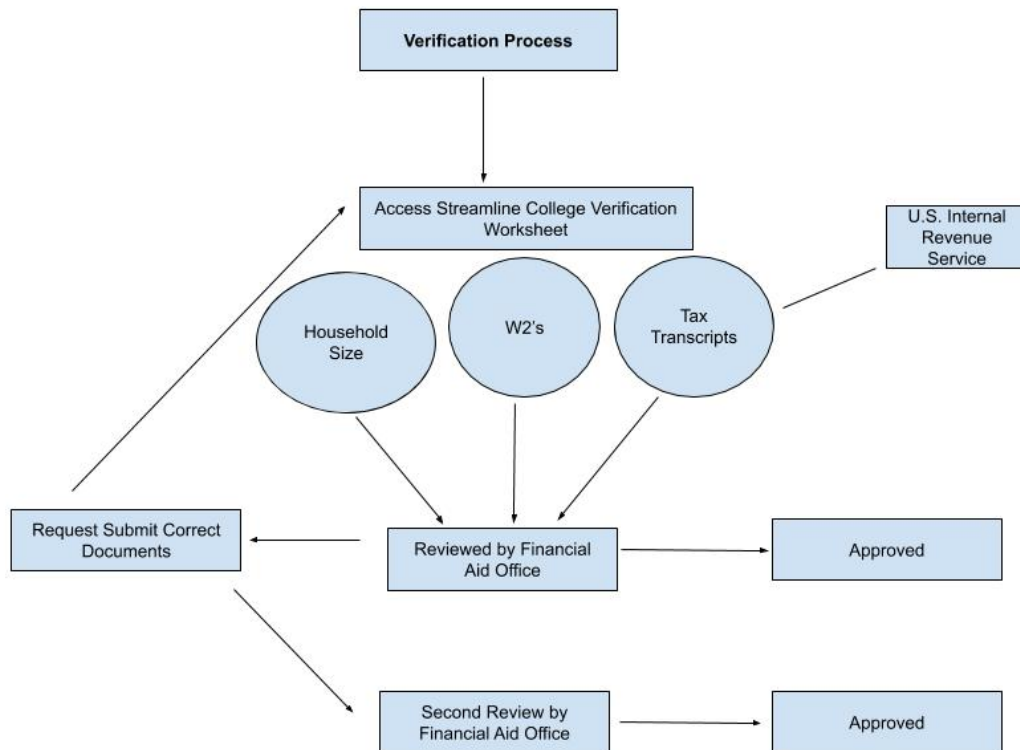 Verification Process
Access Streamline College Verification
Worksheet
U.S. Internal
Revenue
Service
Household
Size
W2's
Tax
Transcripts
Request Submit Correct
Documents
Reviewed by Financial
Aid Office
Approved
Second Review by
Financial Aid Office
Approved